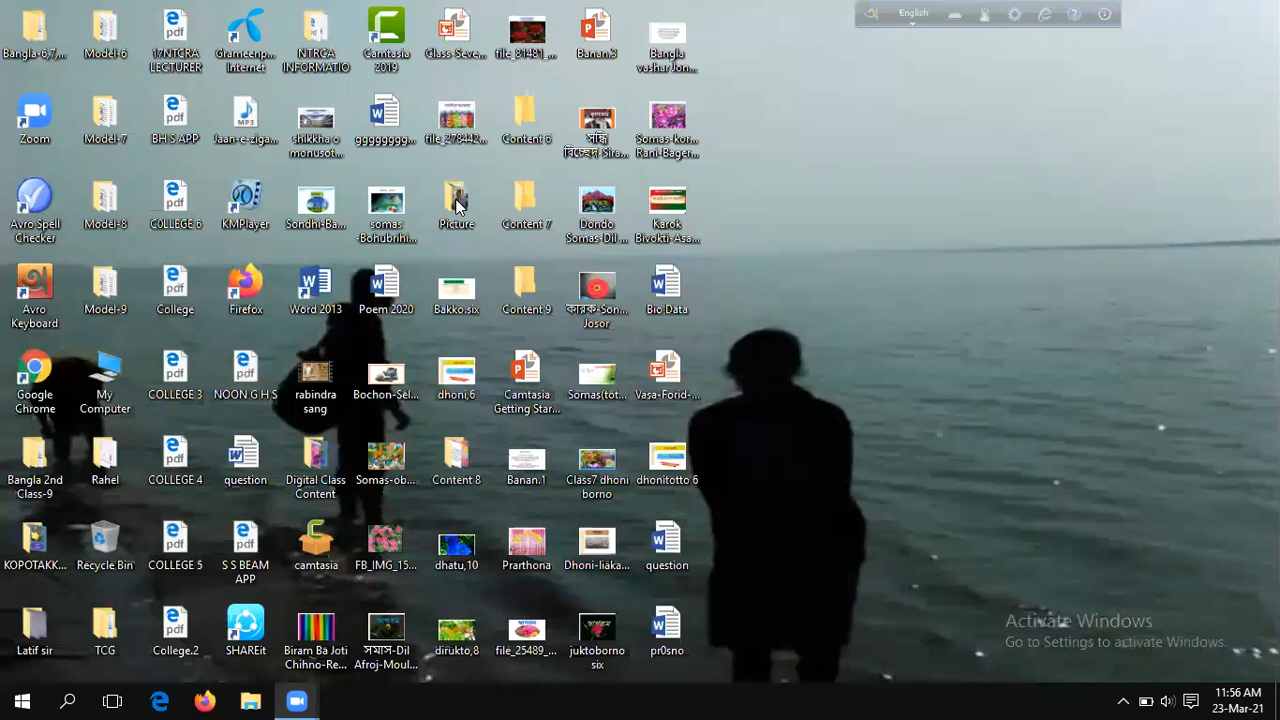 English
Bangla-6,7,...
Model-6
1/NTCRA LECTURER
Grameenp... Internet
NTRCA INFORMATIO
Camtasia 2019
Class-Seve...
file_81481_...
Banan.3
Bangla vasharJon...
Zoom
Model-7
BH S APP
Jaan-e-ziga...
shikkha o monusot...
ggggggggg...
file_278442...
Content 6
সন্ধি বিচ্ছেদ-Sira...
Somas-kor... Rani-Bager...
Avro Spell Checker
Model-8
COLLEGE 6
KMPlayer
Sondhi-Ba...
somas -Bohubrihi...
Picture
Content 7
Dondo Somas-Dil...
Karok Bivokti-Asa...
Avro Keyboard
Model-9
College
Firefox
Word 2013
Poem 2020
Bakko.six
Content 9
কারক-Son... Josor
Bio Data
Google Chrome
My Computer
COLLEGE 3
NOON G H S
rabindra sang
Bochon-Sel...
dhoni,6
Camtasia Getting Star...
Somas(tot...
Vasa-Forid-...
Bangla 2nd Class-9
Rahel
COLLEGE 4
question
Digital Class Content
Somas-ob...
Content 8
Banan.1
Class7 dhoni borno
dhonitotto 6
KOPOTAKK...
Recycle Bin
COLLEGE 5
S S BEAM APP
camtasia
FB_IMG_15...
dhatu,10
Prarthona
Dhoni-liaka...
question
Latif sir
TCG
College.2
SHAREit
Biram Ba Joti Chihno-Re...
সমাস-Dil Afroj-Moul...
dirukto,8
file_25489_...
juktoborno six
pr0sno
Activate Windows
Go to Settings to activate Windows.
11:56 AM
23-Mar-21